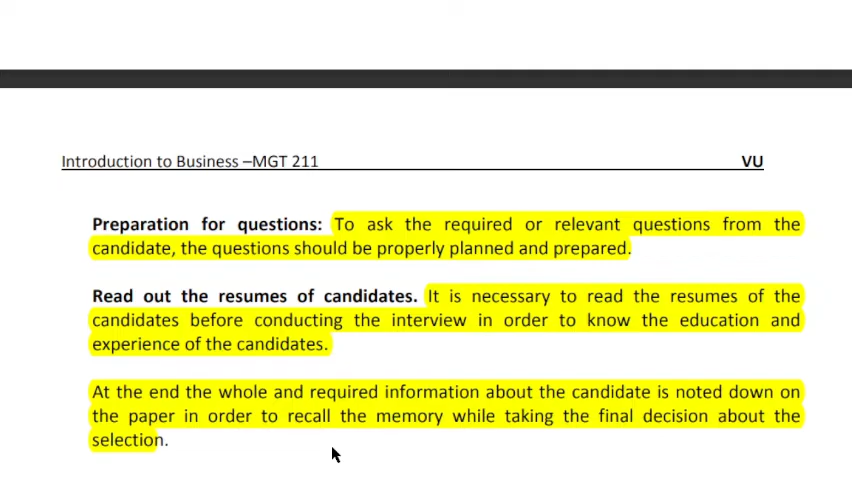 Introduction to Business –MGT 211 VU
Preparation for questions: To ask the required or relevant questions from the
candidate, the questions should be properly planned and prepared.
Read out the resumes of candidates. It is necessary to read the resumes of the
candidates before conducting the interview in order to know the education and
experience of the candidates.
At the end the whole and required information about the candidate is noted down on
the paper in order to recall the memory while taking the final decision about the
selection.